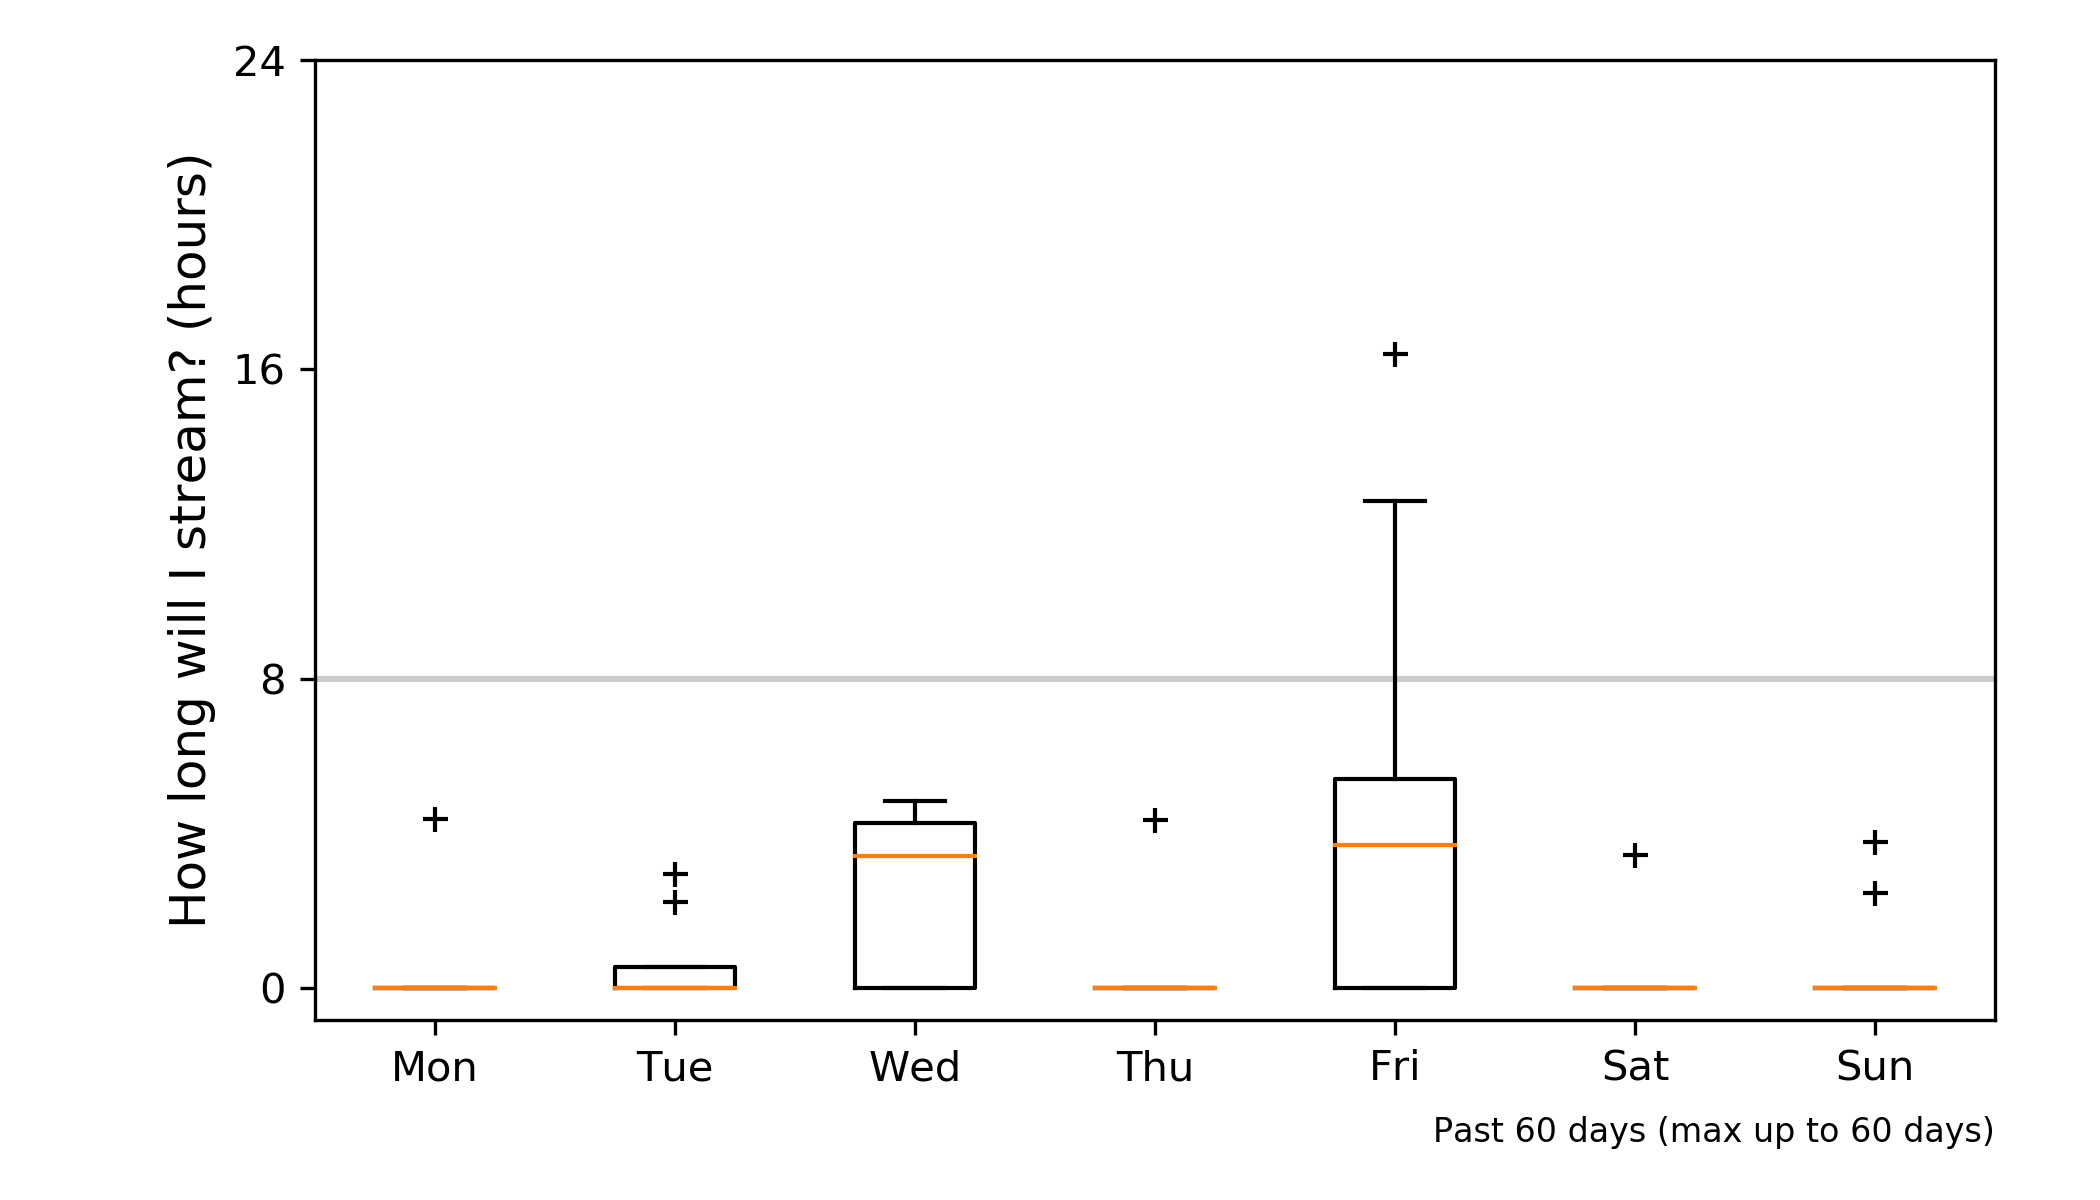 How long will I stream? (hours)
24
16
8
0
Mon Tue Wed Thu Fri Sat Sun
Past 60 days (max up to 60 days)